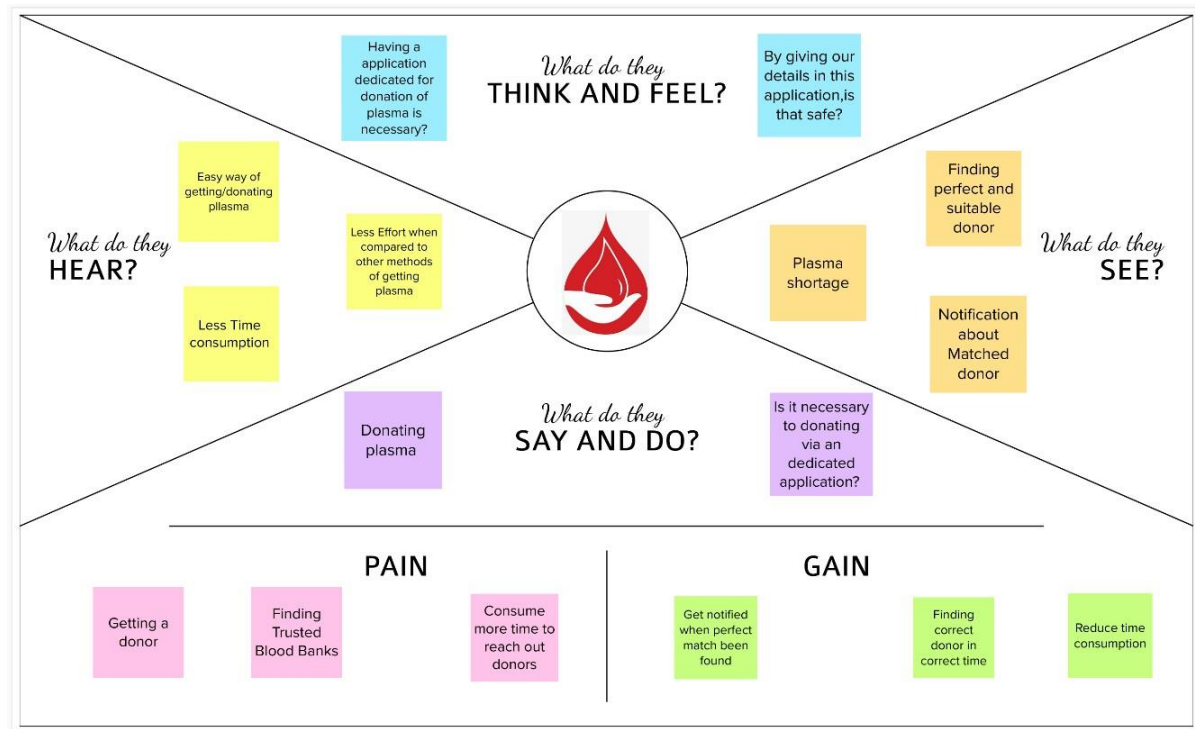 Having a
application
dedicated for
donation of
plasma is
necessary?
What do they
THINK AND FEEL?
By giving our
details in this
application,is
that safe?
Easy way of
getting/donating
pllasma
What do they
HEAR?
Less Effort when
compared to
other methods
of getting
plasma
Less Time
consumption
Plasma
shortage
Finding
perfect and
suitable
donor
What do they
SEE?
Notification
about
Matched
donor
Donating
plasma
What do they
SAY AND DO?
Is it necessary
to donating
via an
dedicated
application?
PAIN
Getting a
donor
Finding
Trusted
Blood Banks
Consume
more time to
reach out
donors
GAIN
Get notified
when perfect
match been
found
Finding
correct
donor in
correct time
Reduce time
consumption